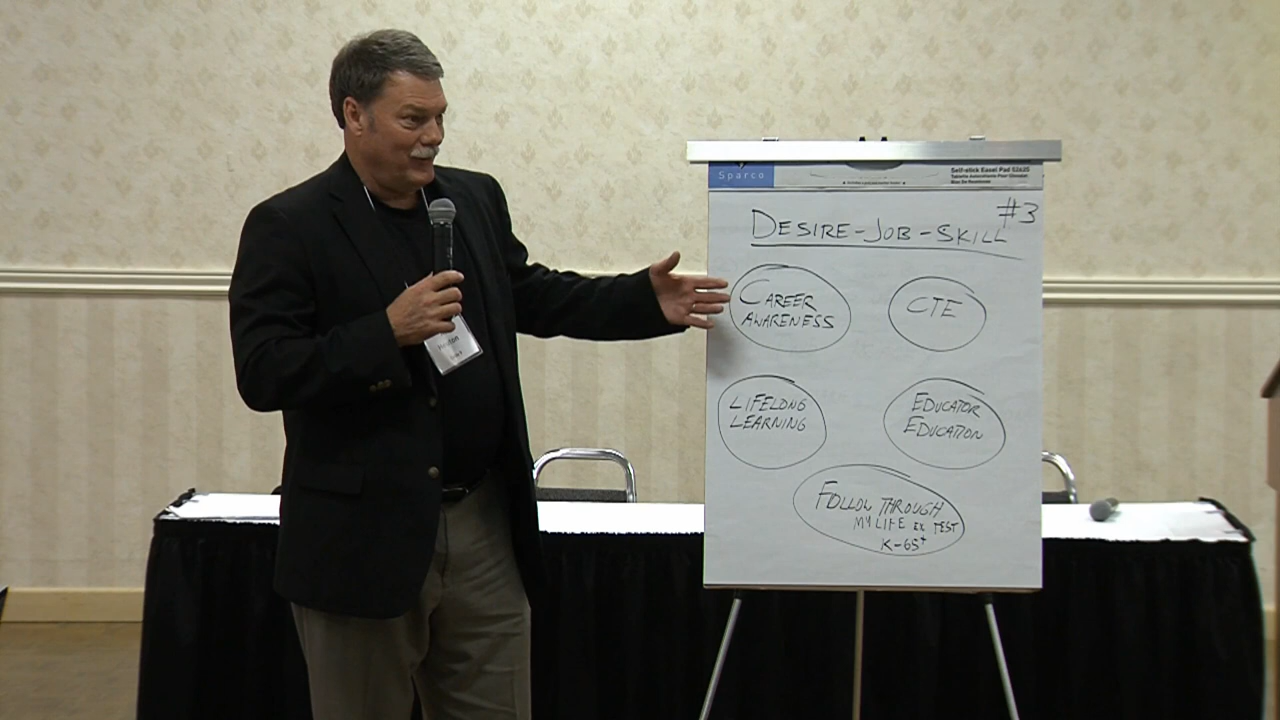 Sparco
Self-stick Easel Pad 52625
#3
DESIRE-JOB-SKILL
CAREER
AWARENESS
CTE
LIFELONG
LEARNING
EDUCATOR
EDUCATION
FOLLOW THROUGH
MY LIFE
TEST
K-65+